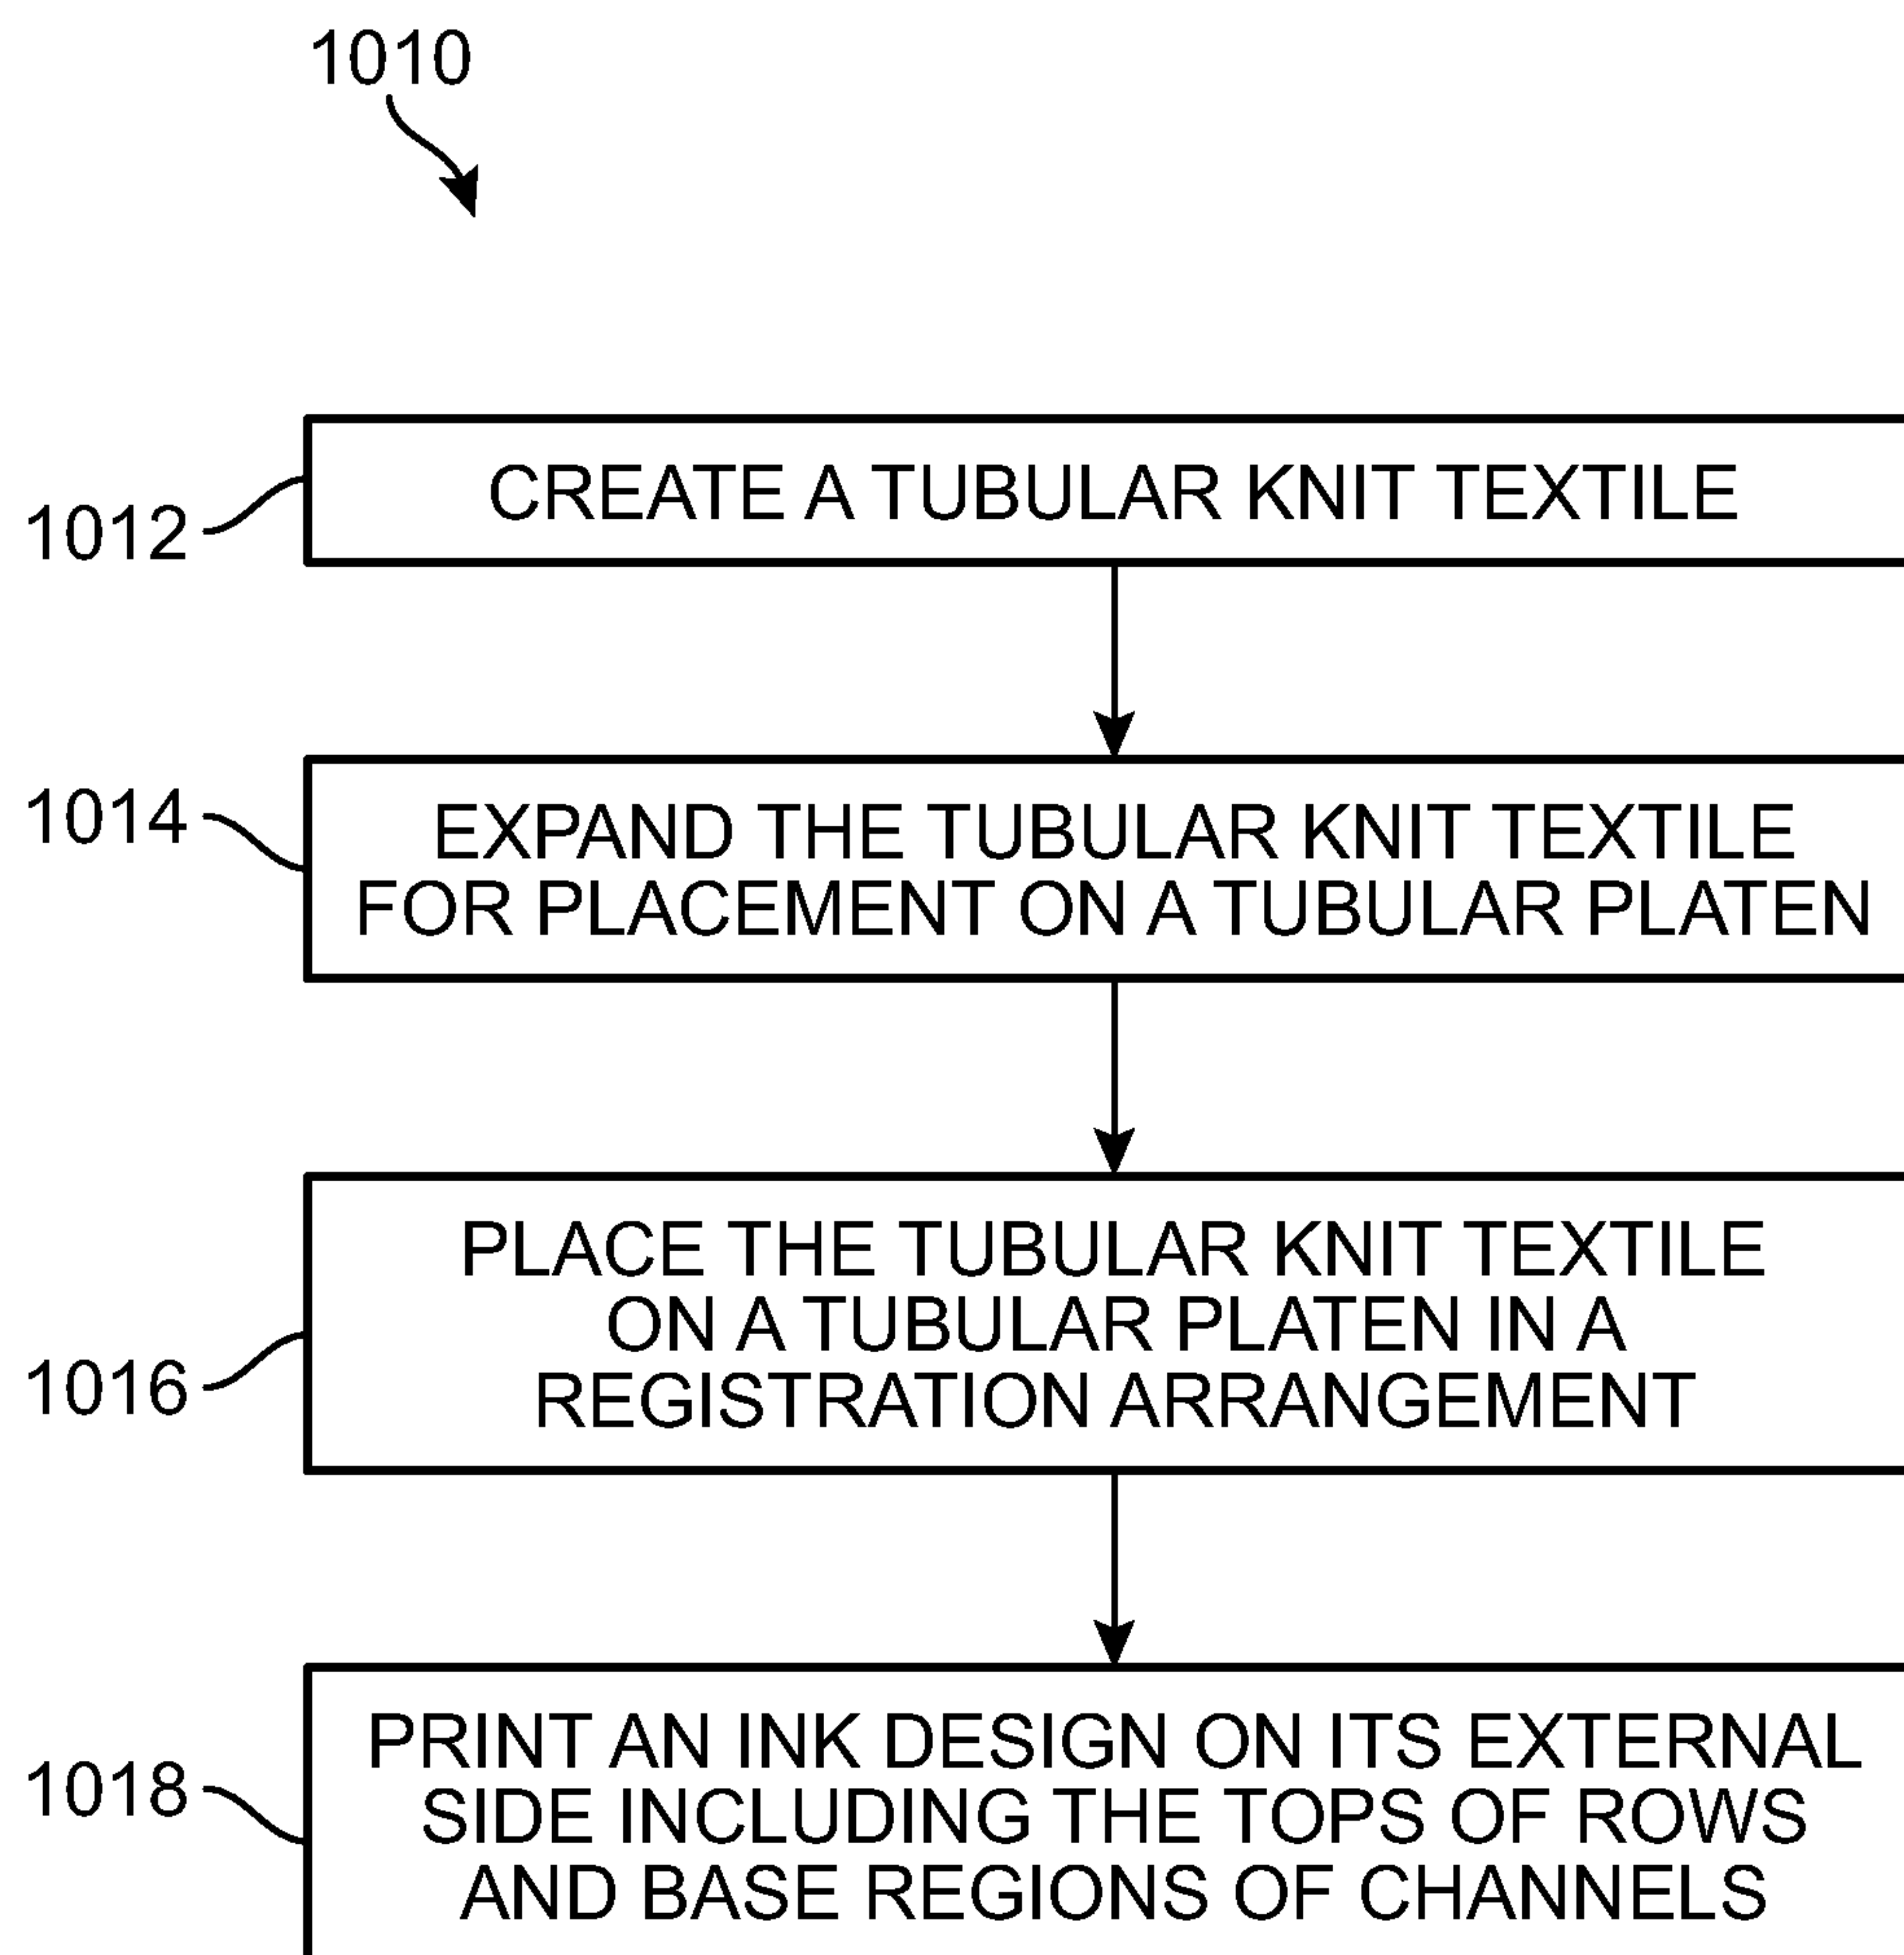 1010
1012
CREATE A TUBULAR KNIT TEXTILE
1014
EXPAND THE TUBULAR KNIT TEXTILE
FOR PLACEMENT ON A TUBULAR PLATEN
1016
PLACE THE TUBULAR KNIT TEXTILE
ON A TUBULAR PLATEN IN A
REGISTRATION ARRANGEMENT
1018
PRINT AN INK DESIGN ON ITS EXTERNAL
SIDE INCLUDING THE TOPS OF ROWS
AND BASE REGIONS OF CHANNELS